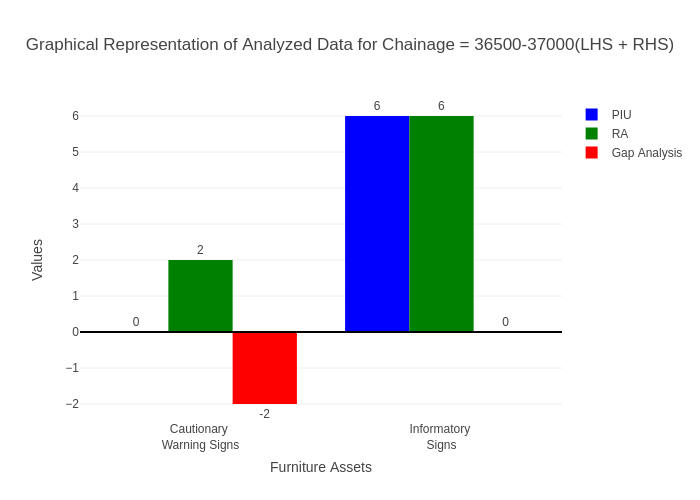 Graphical Representation of Analyzed Data for Chainage = 36500-37000(LHS + RHS)
PIU
RA
Gap Analysis
Values
6
5
4
3
2
1
0
−1
−2
0
2
-2
6
6
0
Cautionary
Warning Signs
Informatory
Signs
Furniture Assets